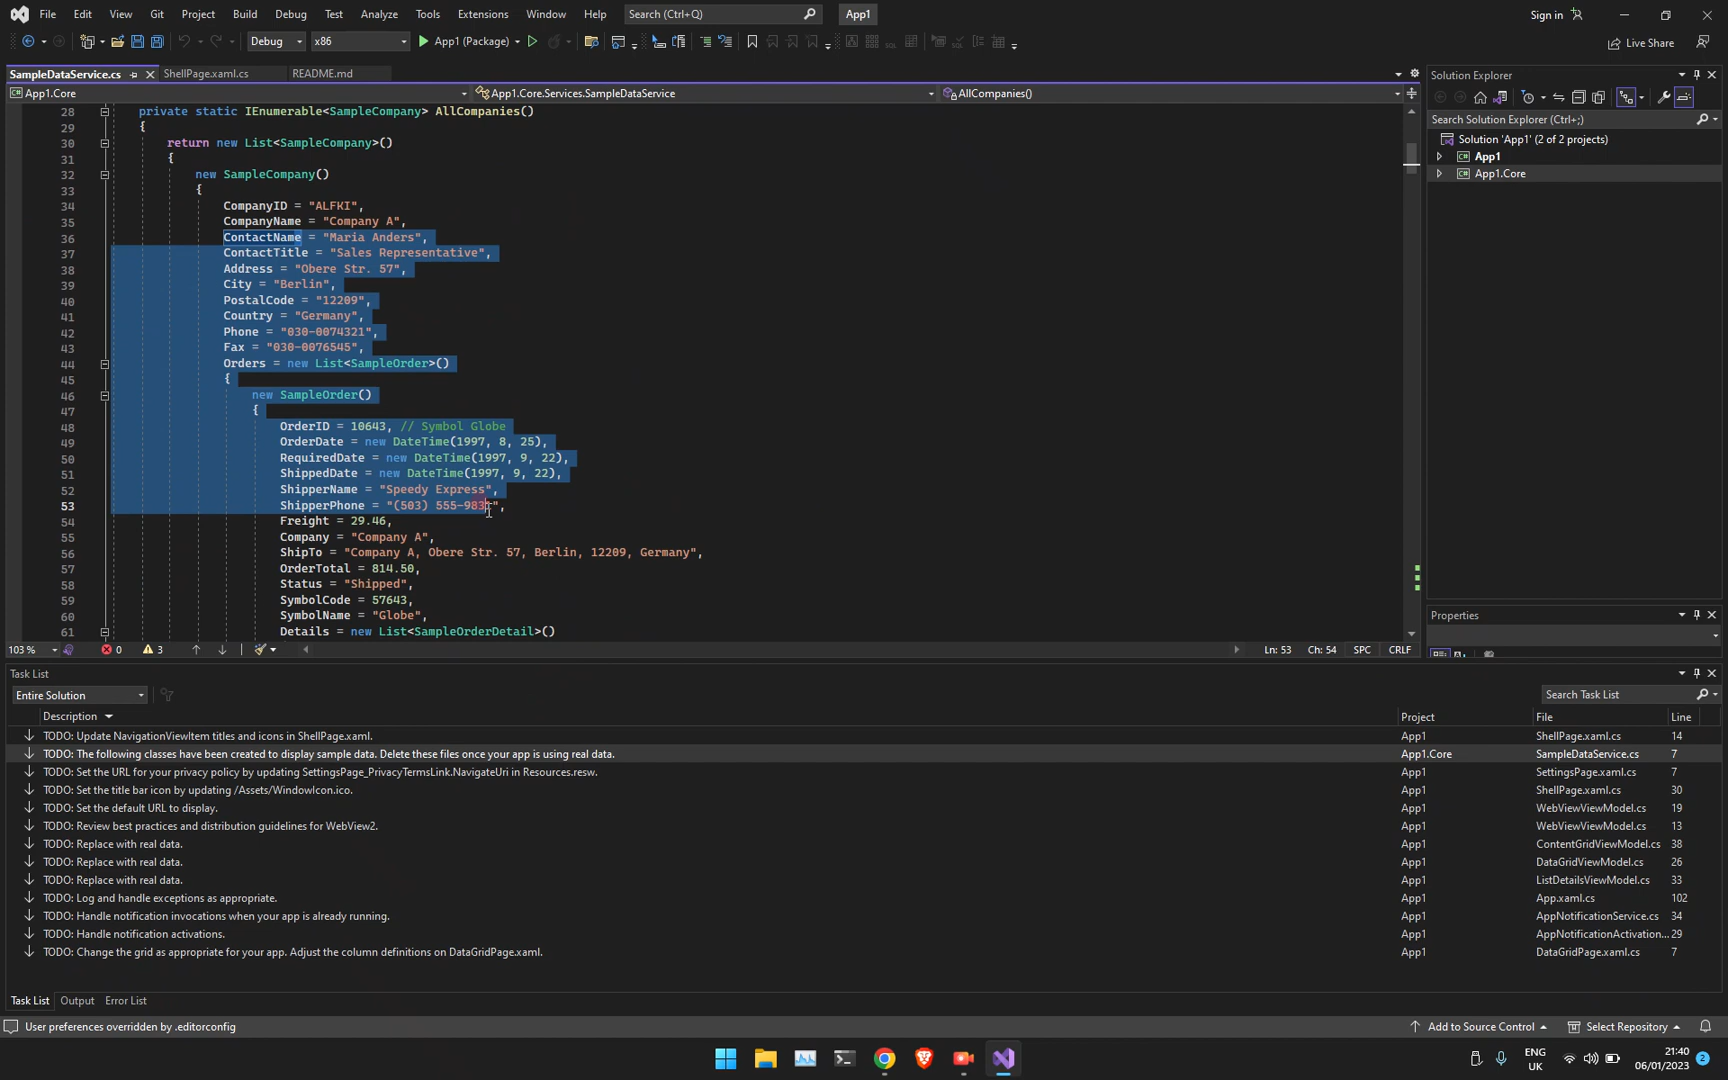 File Edit View Git Project Build Debug Test Analyze Tools Extensions Window Help Search (Ctrl+Q) App1 Sign in
Debug x86 App1 (Package) Live Share
SampleDataService.cs ShellPage.xaml.cs README.md
App1.Core App1.Core.Services.SampleDataService AllCompanies()
28 private static IEnumerable<SampleCompany> AllCompanies()
29 {
30 return new List<SampleCompany>()
31 {
32 new SampleCompany()
33 {
34 CompanyID = "ALFKI",
35 CompanyName = "Company A",
36 ContactName = "Maria Anders",
37 ContactTitle = "Sales Representative",
38 Address = "Obere Str. 57",
39 City = "Berlin",
40 PostalCode = "12209",
41 Country = "Germany",
42 Phone = "030-0074321",
43 Fax = "030-0076545",
44 Orders = new List<SampleOrder>()
45 {
46 new SampleOrder()
47 {
48 OrderID = 10643, // Symbol Globe
49 OrderDate = new DateTime(1997, 8, 25),
50 RequiredDate = new DateTime(1997, 9, 22),
51 ShippedDate = new DateTime(1997, 9, 22),
52 ShipperName = "Speedy Express",
53 ShipperPhone = "(503)
54 Freight = 29.46,
55 Company = "Company A",
56 ShipTo = "Company A, Obere Str. 57, Berlin, 12209, Germany",
57 OrderTotal = 814.50,
58 Status = "Shipped",
59 SymbolCode = 57643,
60 SymbolName = "Globe",
61 Details = new List<SampleOrderDetail>()
103 % 0 3 Ln: 53 Ch: 54 SPC CRLF
Solution Explorer
Search Solution Explorer (Ctrl+;)
Solution 'App1' (2 of 2 projects)
App1
App1.Core
Properties
Task List
Entire Solution Search Task List
Description Project File Line
TODO: Update NavigationViewItem titles and icons in ShellPage.xaml. App1 ShellPage.xaml.cs 14
TODO: The following classes have been created to display sample data. Delete these files once your app is using real data. App1.Core SampleDataService.cs 7
TODO: Set the URL for your privacy policy by updating SettingsPage_PrivacyTermsLink.NavigateUri in Resources.resw. App1 SettingsPage.xaml.cs 7
TODO: Set the title bar icon by updating /Assets/WindowIcon.ico. App1 ShellPage.xaml.cs 30
TODO: Set the default URL to display. App1 WebViewViewModel.cs 19
TODO: Review best practices and distribution guidelines for WebView2. App1 WebViewViewModel.cs 13
TODO: Replace with real data. App1 ContentGridViewModel.cs 38
TODO: Replace with real data. App1 DataGridViewModel.cs 26
TODO: Replace with real data. App1 ListDetailsViewModel.cs 33
TODO: Log and handle exceptions as appropriate. App1 App.xaml.cs 102
TODO: Handle notification invocations when your app is already running. App1 AppNotificationService.cs 34
TODO: Handle notification activations. App1 AppNotificationActivation... 29
TODO: Change the grid as appropriate for your app. Adjust the column definitions on DataGridPage.xaml. App1 DataGridPage.xaml.cs 7
Task List Output Error List
User preferences overridden by .editorconfig Add to Source Control Select Repository
ENG 21:40
UK 06/01/2023 2